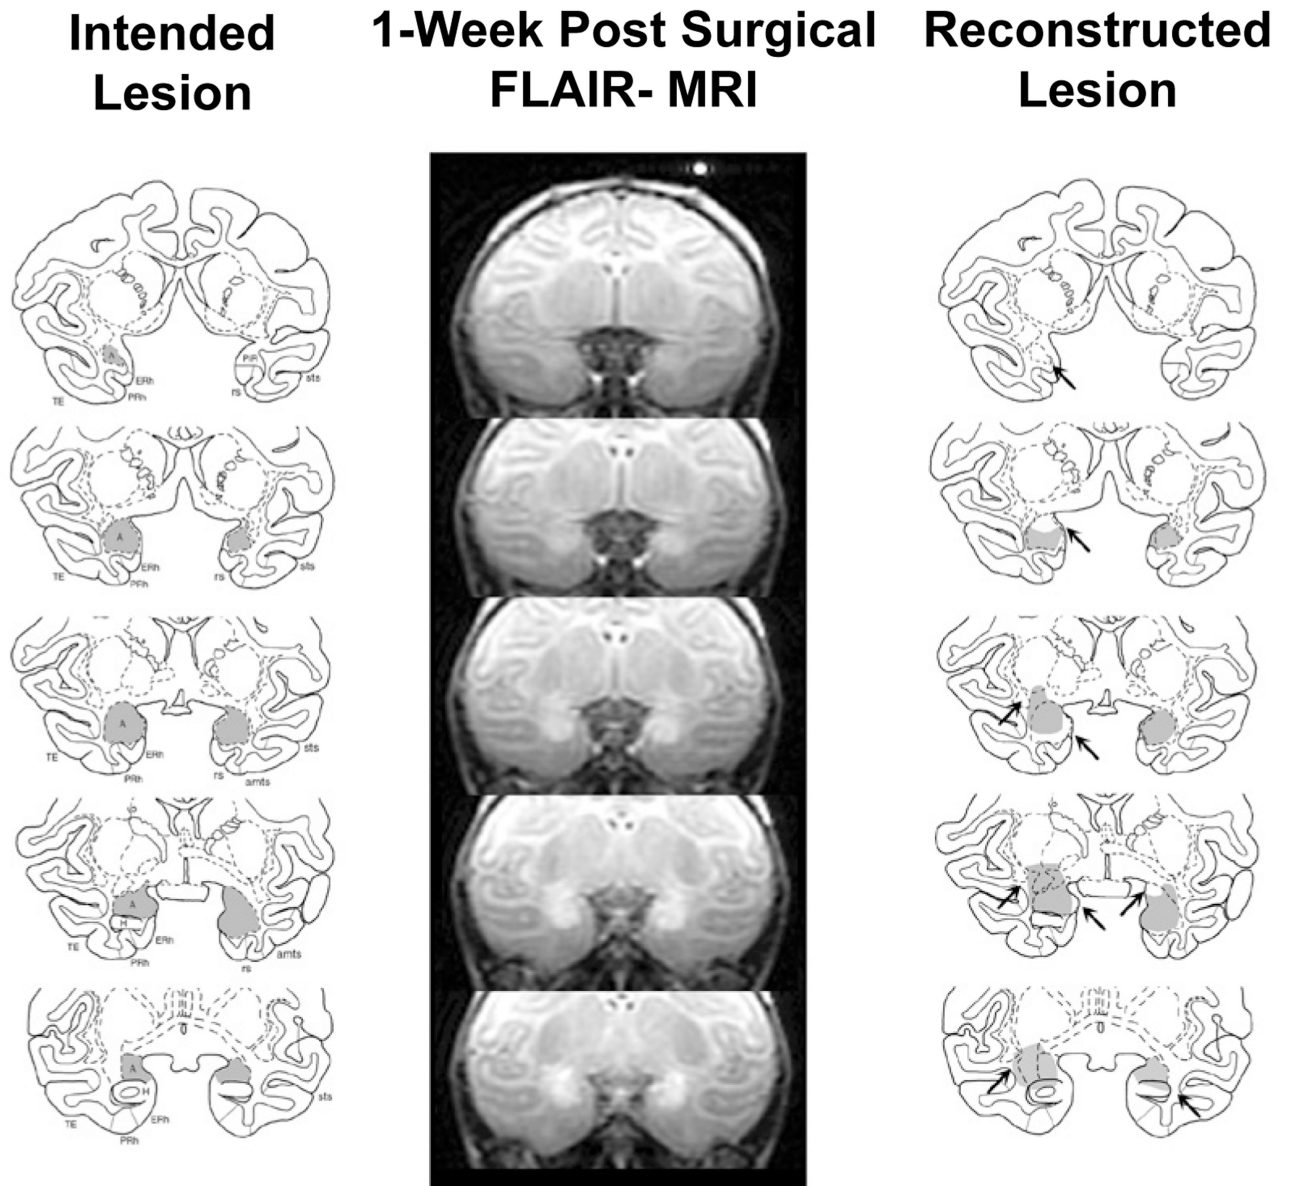 Intended
Lesion
1-Week Post Surgical
FLAIR- MRI
Reconstructed
Lesion
A
PIR
ERh
PRh
TE
rs
sts
A
ERh
PRh
TE
rs
sts
A
ERh
PRh
TE
rs
amts
sts
A
H
ERh
PRh
TE
rs
amts
A
H
ERh
PRh
TE
sts